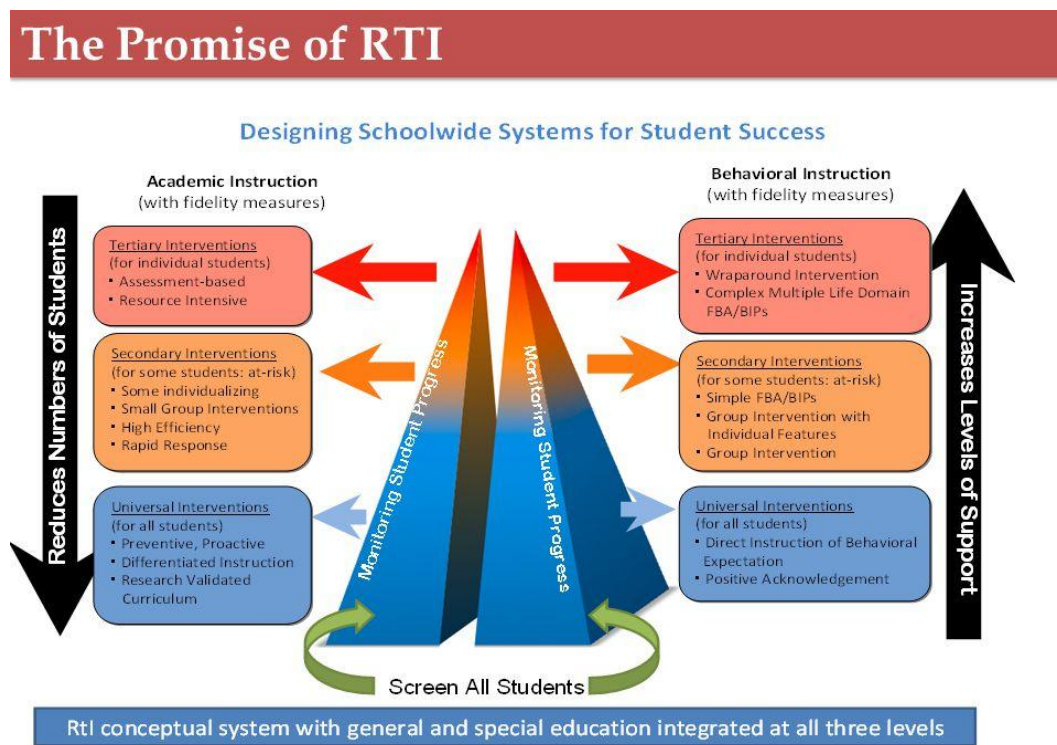 The Promise of RTI
Designing Schoolwide Systems for Student Success
Academic Instruction
(with fidelity measures)
Behavioral Instruction
(with fidelity measures)
Reduces Numbers of Students
Tertiary Interventions
(for individual students)
▪ Assessment-based
▪ Resource Intensive
Secondary Interventions
(for some students: at-risk)
▪ Some individualizing
▪ Small Group Interventions
▪ High Efficiency
▪ Rapid Response
Universal Interventions
(for all students)
▪ Preventive, Proactive
▪ Differentiated Instruction
▪ Research Validated
Curriculum
Monitoring Student Progress
Monitoring Student Progress
Tertiary Interventions
(for individual students)
▪ Wraparound Intervention
▪ Complex Multiple Life Domain
FBA/BIPs
Secondary Interventions
(for some students: at-risk)
▪ Simple FBA/BIPs
▪ Group Intervention with
Individual Features
▪ Group Intervention
Universal Interventions
(for all students)
▪ Direct Instruction of Behavioral
Expectation
▪ Positive Acknowledgement
Increases Levels of Support
Screen All Students
RtI conceptual system with general and special education integrated at all three levels